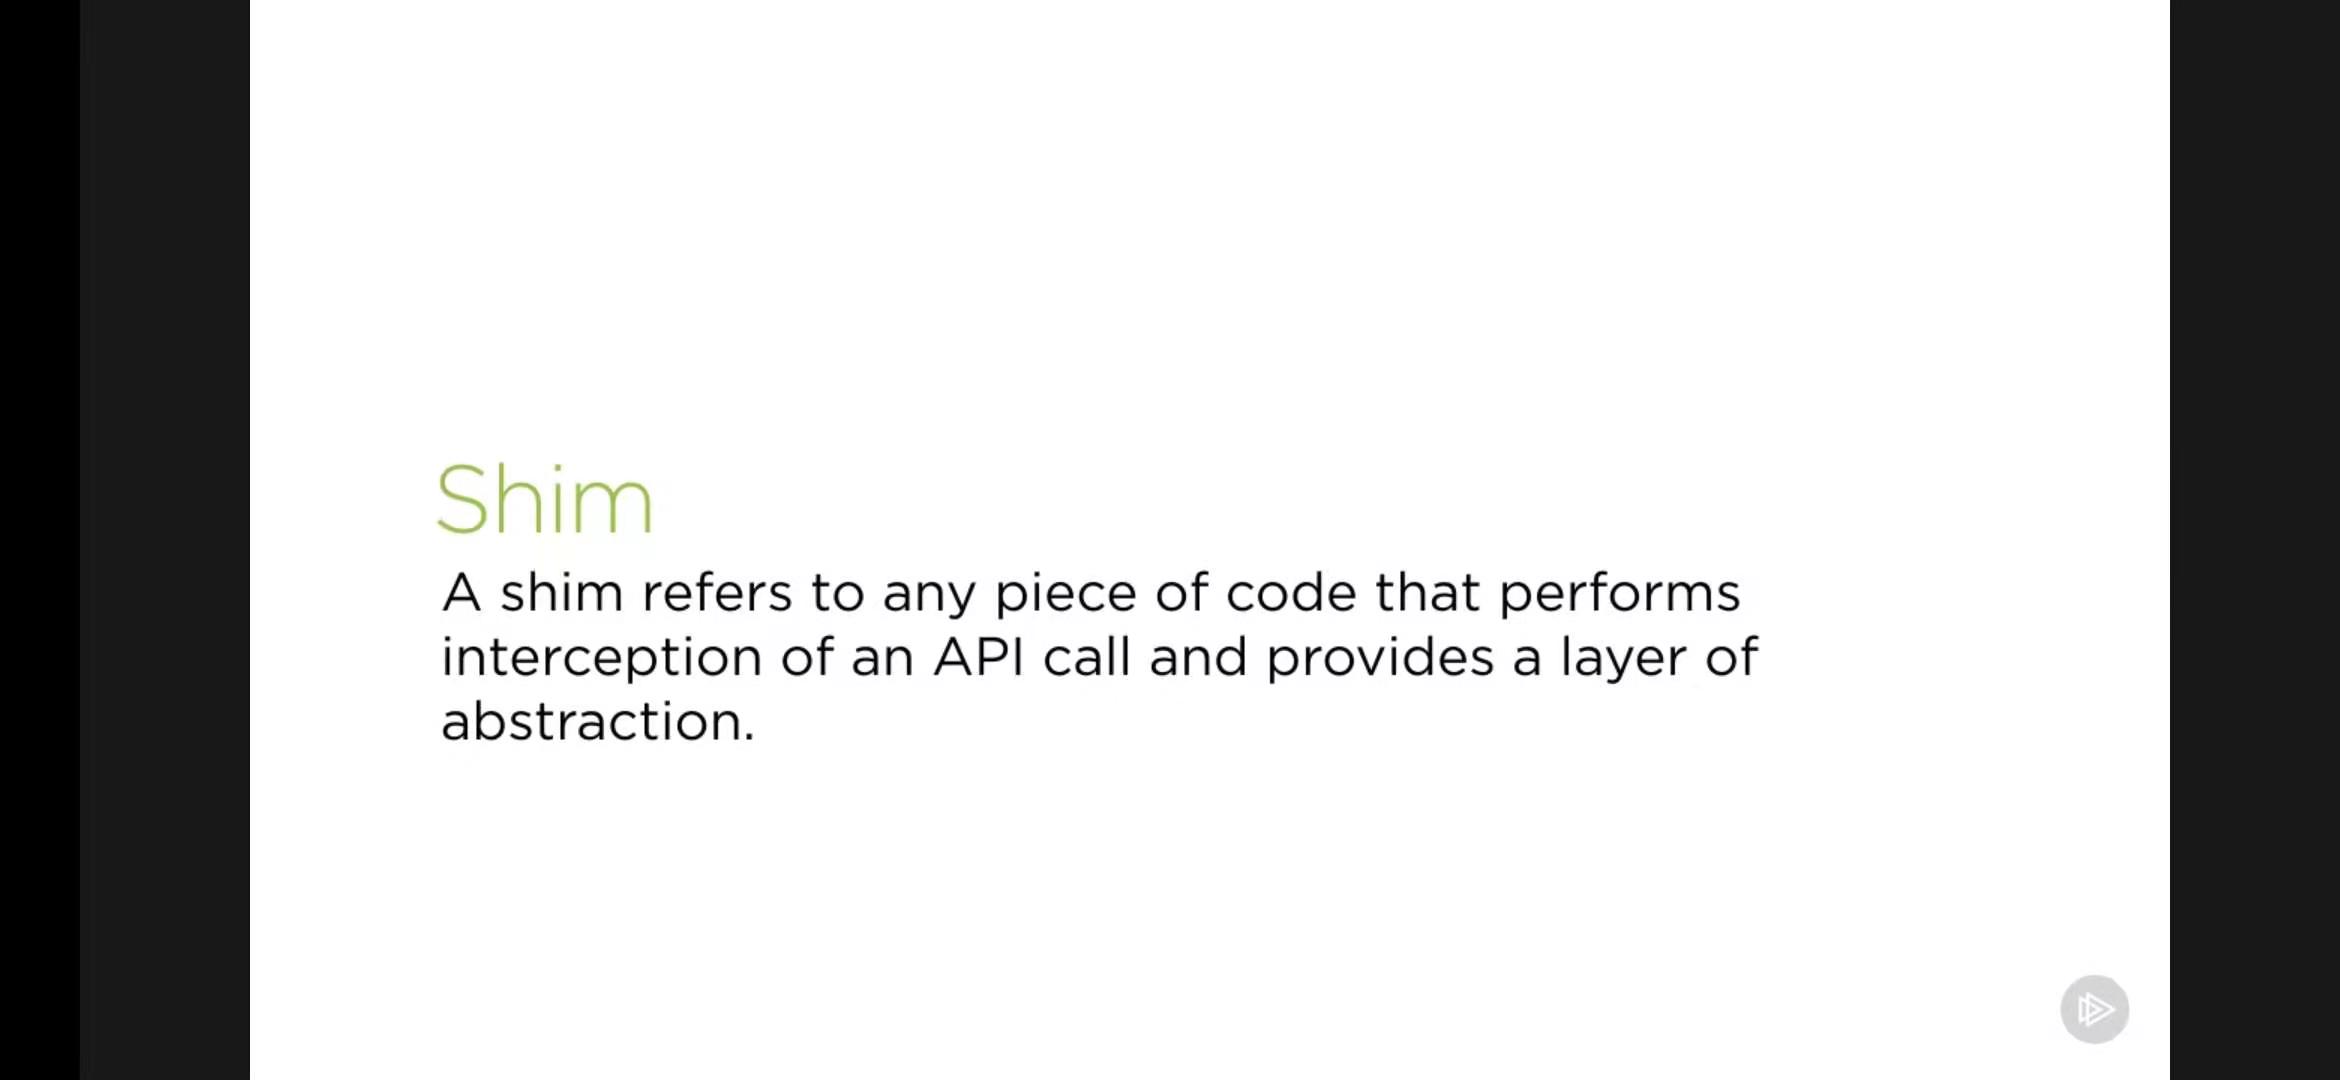 Shim
A shim refers to any piece of code that performs
interception of an API call and provides a layer of
abstraction.